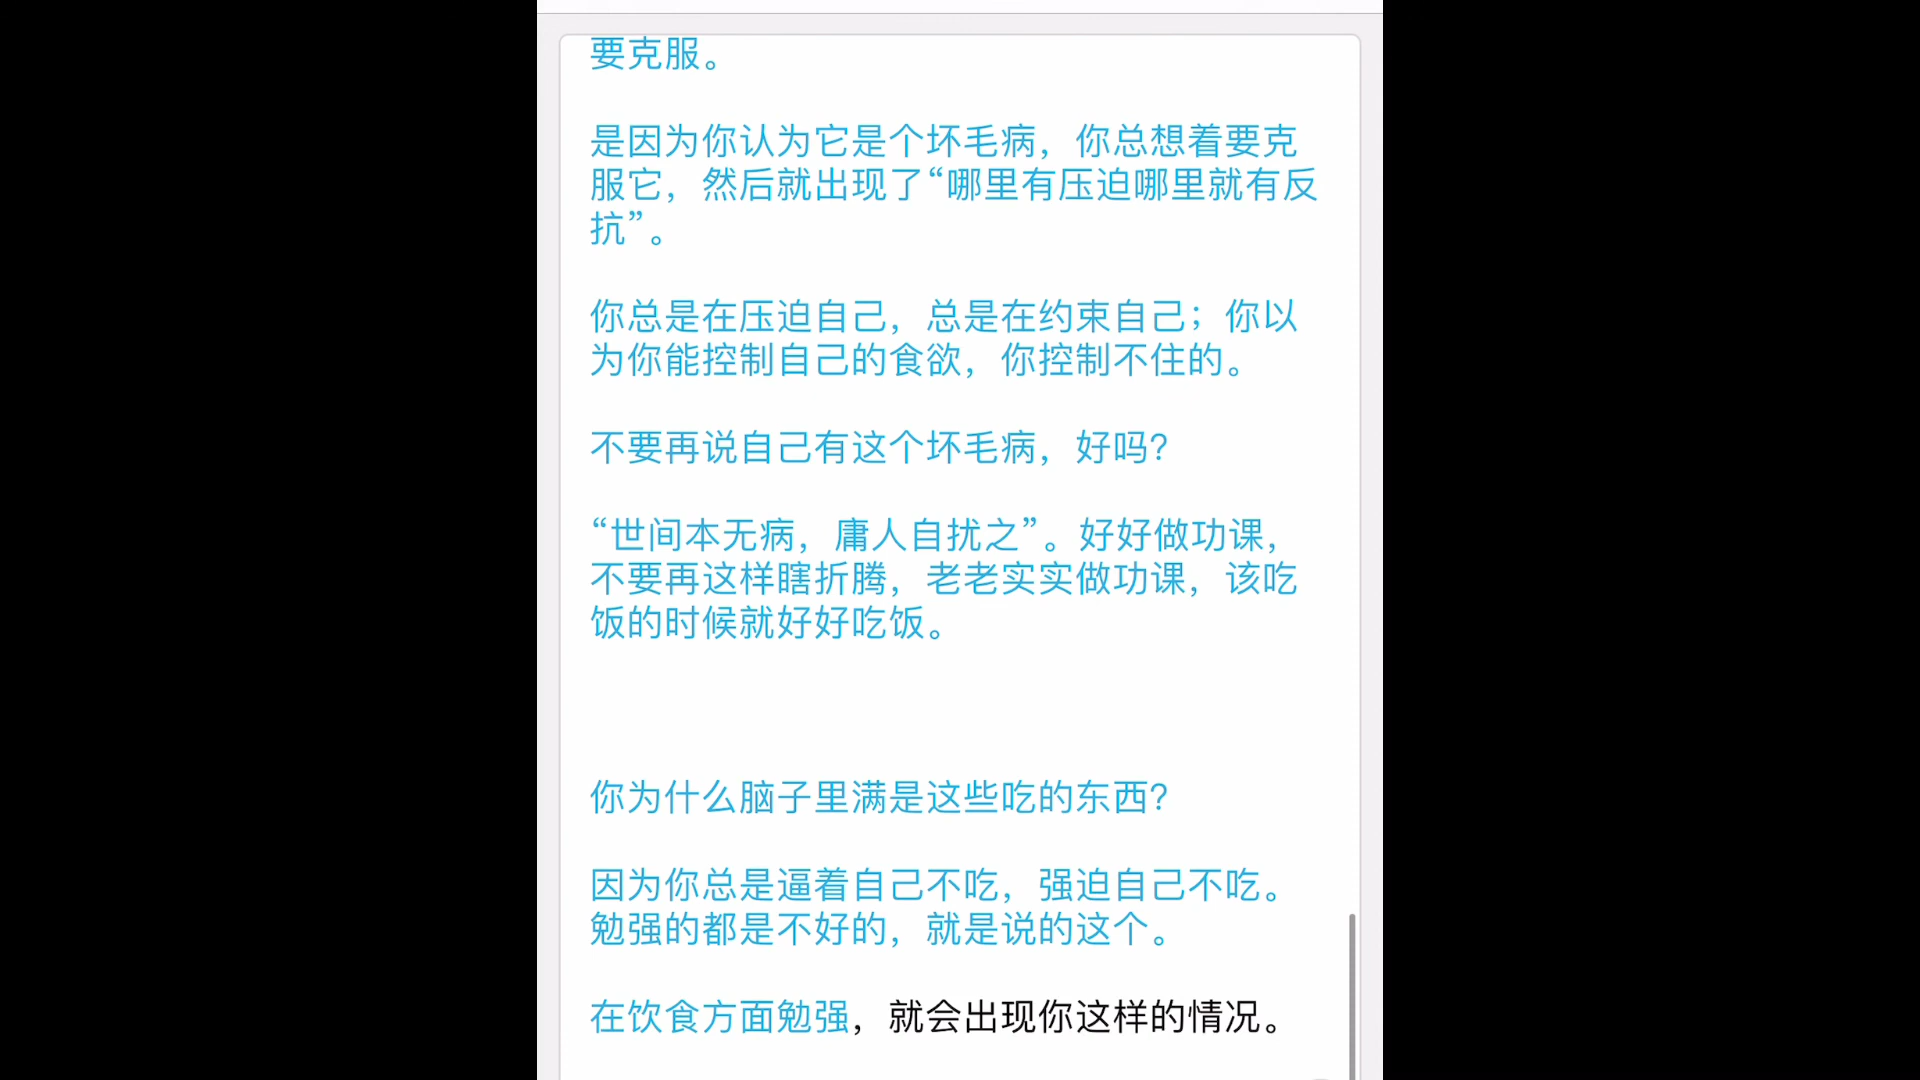 要克服。
是因为你认为它是个坏毛病，你总想着要克
服它，然后就出现了“哪里有压迫哪里就有反
抗”。
你总是在压迫自己，总是在约束自己；你以
为你能控制自己的食欲，你控制不住的。
不要再说自己有这个坏毛病，好吗？
“世间本无病，庸人自扰之”。好好做功课，
不要再这样瞎折腾，老老实实做功课，该吃
饭的时候就好好吃饭。
你为什么脑子里满是这些吃的东西？
因为你总是逼着自己不吃，强迫自己不吃。
勉强的都是不好的，就是说的这个。
在饮食方面勉强，就会出现你这样的情况。